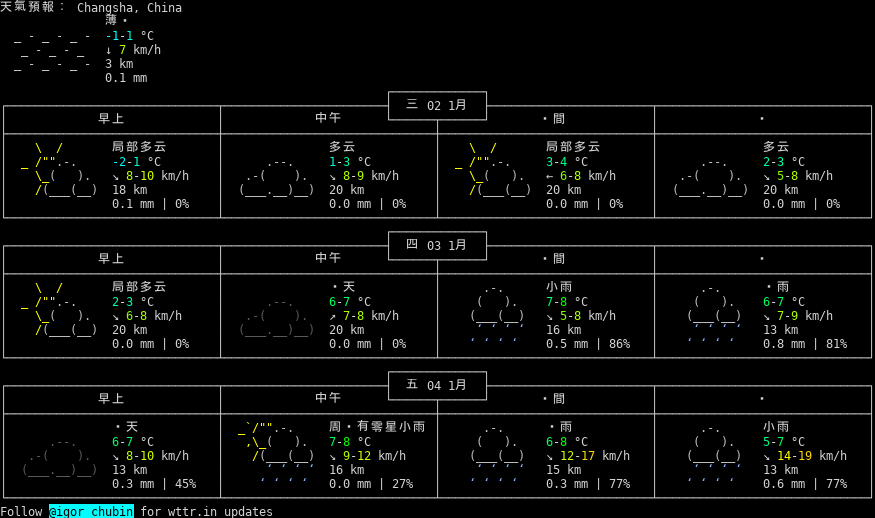 天氣預報： Changsha, China
薄・
-1-1 °C
↓ 7 km/h
3 km
0.1 mm
三 02 1月
早上 中午 ・間 ・
局部多云 多云 局部多云 多云
-2-1 °C 1-3 °C 3-4 °C 2-3 °C
↘ 8-10 km/h ↘ 8-9 km/h ← 6-8 km/h ↘ 5-8 km/h
18 km 20 km 20 km 20 km
0.1 mm | 0% 0.0 mm | 0% 0.0 mm | 0% 0.0 mm | 0%
四 03 1月
早上 中午 ・間 ・
局部多云 ・天 小雨 ・雨
2-3 °C 6-7 °C 7-8 °C 6-7 °C
↘ 6-8 km/h ↗ 7-8 km/h ↘ 5-8 km/h ↘ 7-9 km/h
20 km 20 km 16 km 13 km
0.0 mm | 0% 0.0 mm | 0% 0.5 mm | 86% 0.8 mm | 81%
五 04 1月
早上 中午 ・間 ・
・天 周・有零星小雨 ・雨 小雨
6-7 °C 7-8 °C 6-8 °C 5-7 °C
↘ 8-10 km/h ↘ 9-12 km/h ↘ 12-17 km/h ↘ 14-19 km/h
13 km 16 km 15 km 13 km
0.3 mm | 45% 0.0 mm | 27% 0.3 mm | 77% 0.6 mm | 77%
Follow @igor_chubin for wttr.in updates